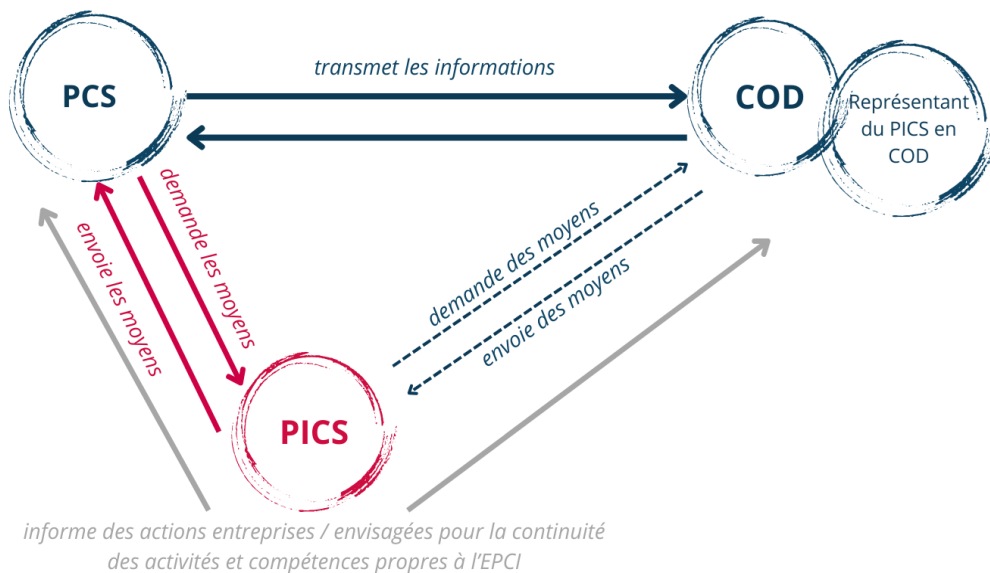 transmet les informations
PCS
COD
Représentant
du PICS en
COD
demande les moyens
envoie les moyens
demande des moyens
envoie des moyens
PICS
informe des actions entreprises / envisagées pour la continuité
des activités et compétences propres à l'EPCI